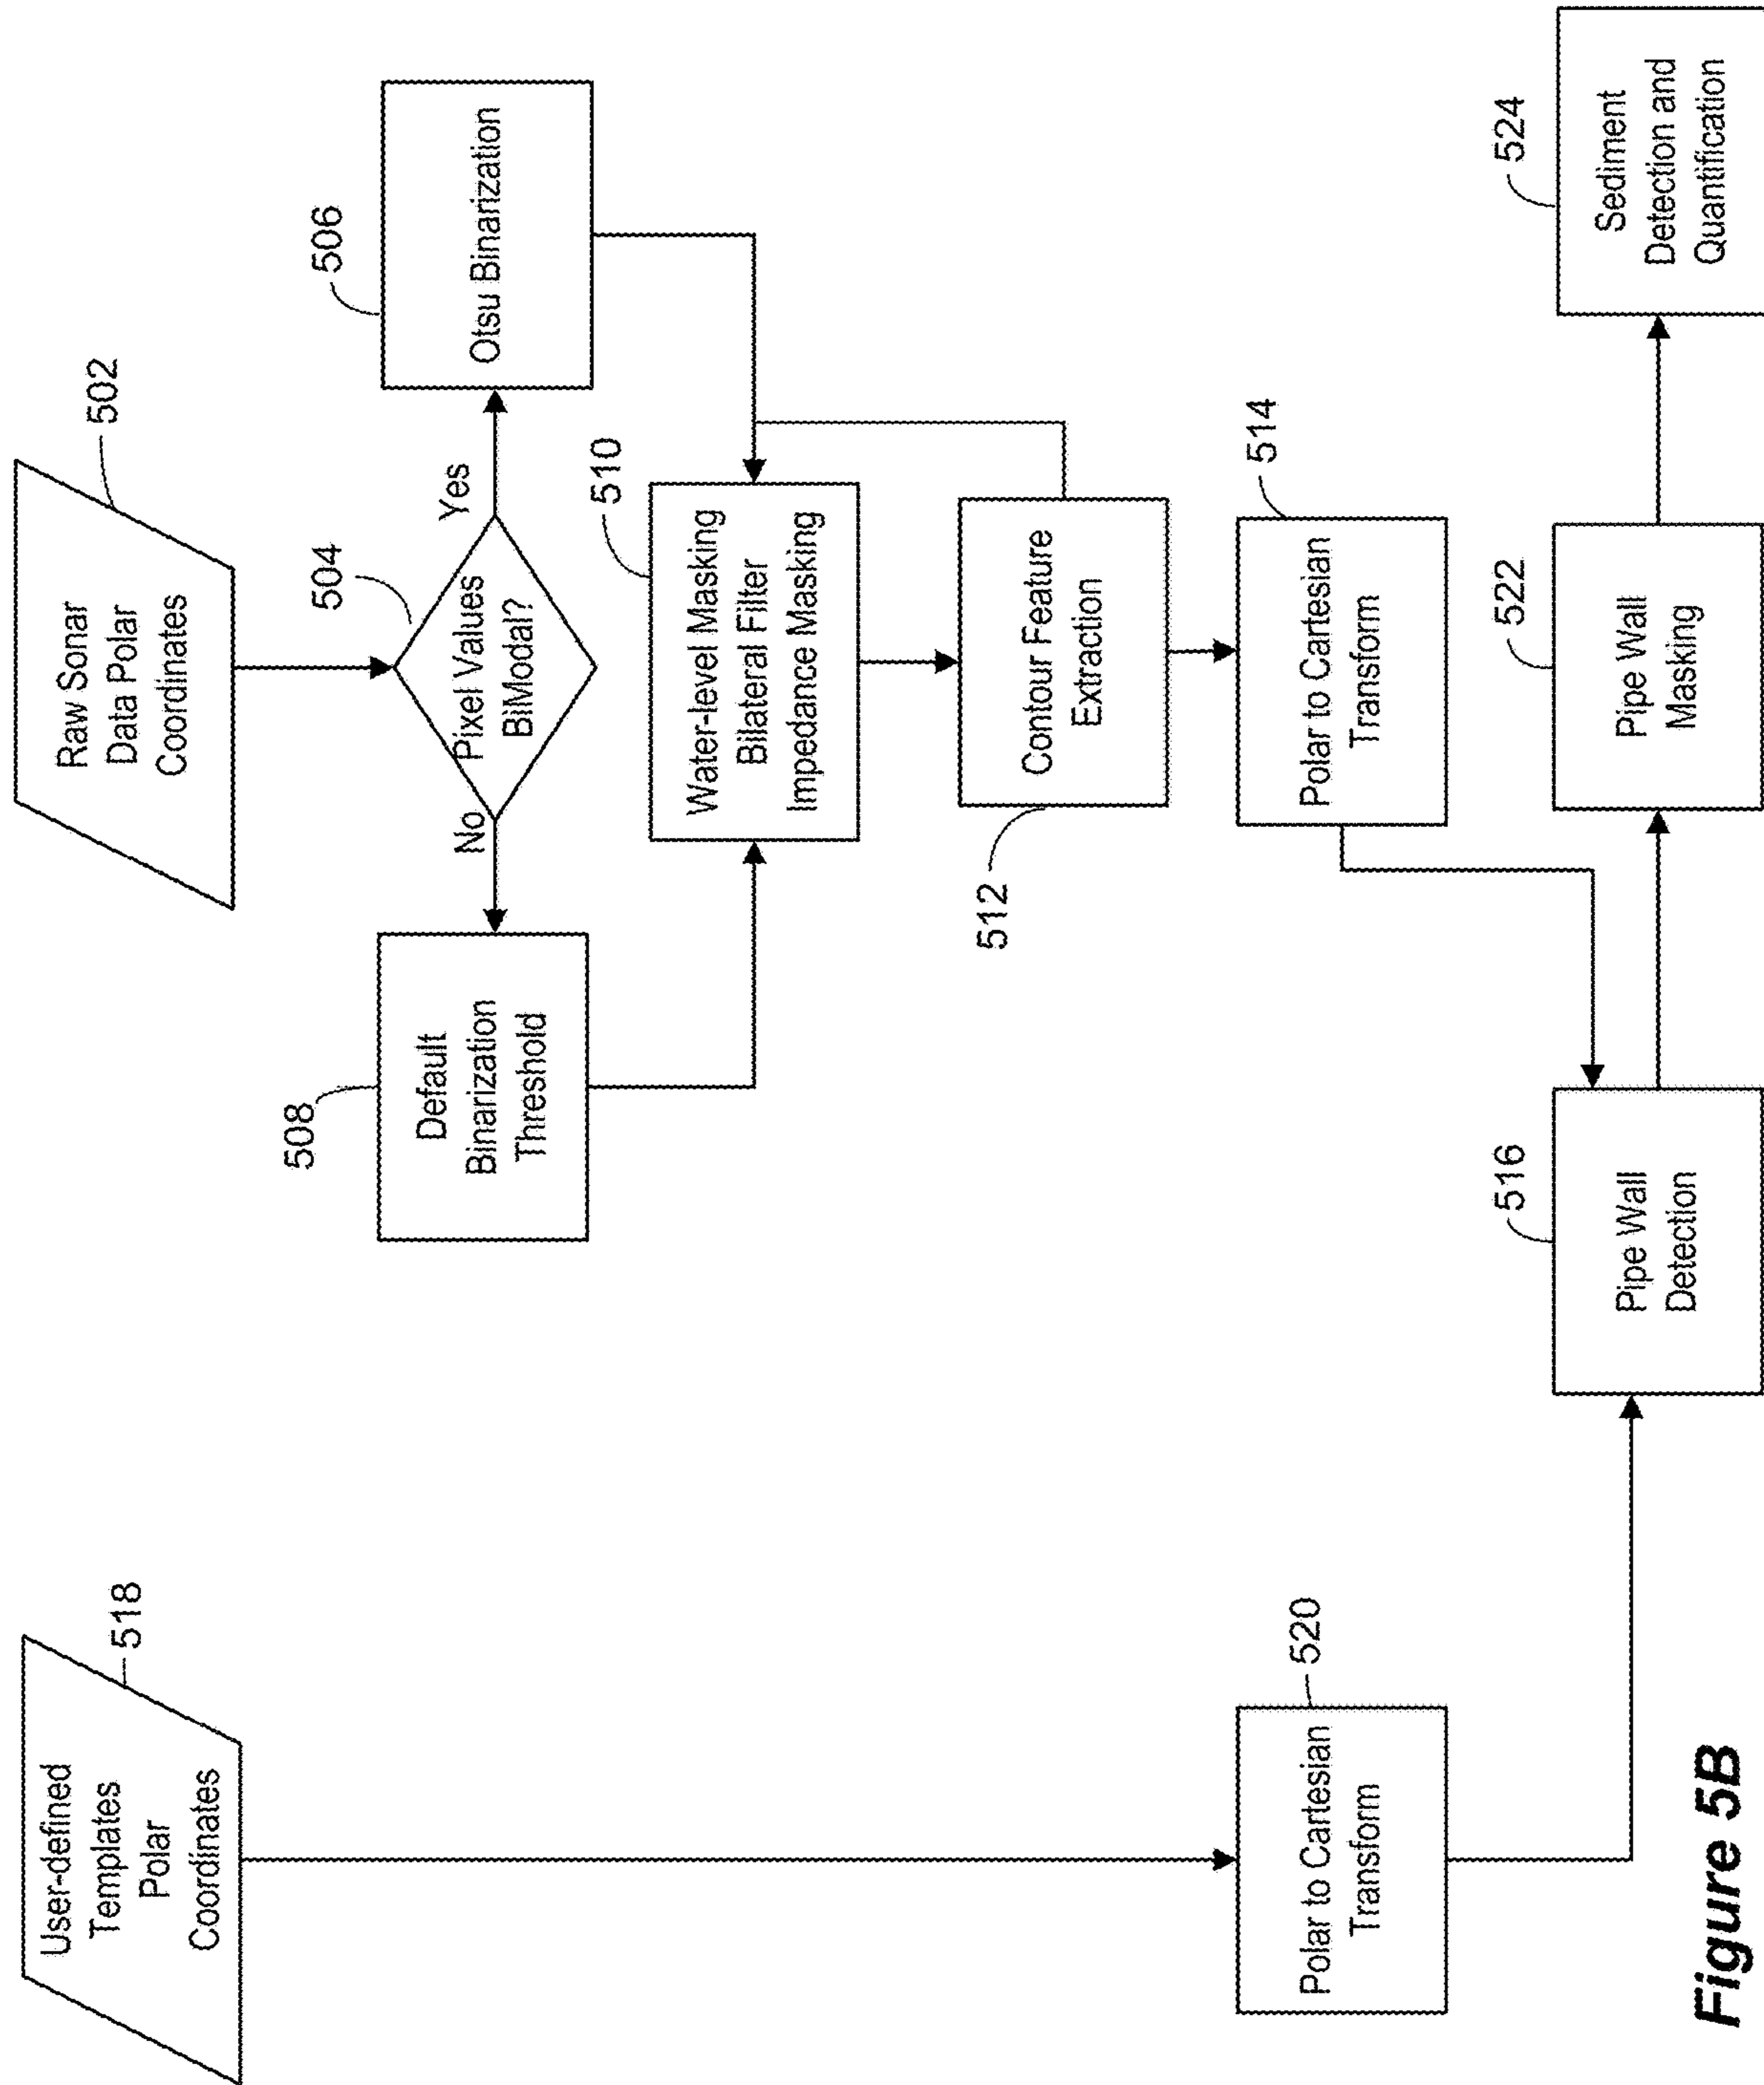 User-defined
Templates
Polar
Coordinates
518
Raw Sonar
Data Polar
Coordinates
502
504
Pixel Values
BiModal?
No
Yes
508
Default
Binarization
Threshold
506
Otsu Binarization
510
Water-level Masking
Bilateral Filter
Impedance Masking
512
Contour Feature
Extraction
520
Polar to Cartesian
Transform
514
Polar to Cartesian
Transform
516
Pipe Wall
Detection
522
Pipe Wall
Masking
524
Sediment
Detection and
Quantification
Figure 5B